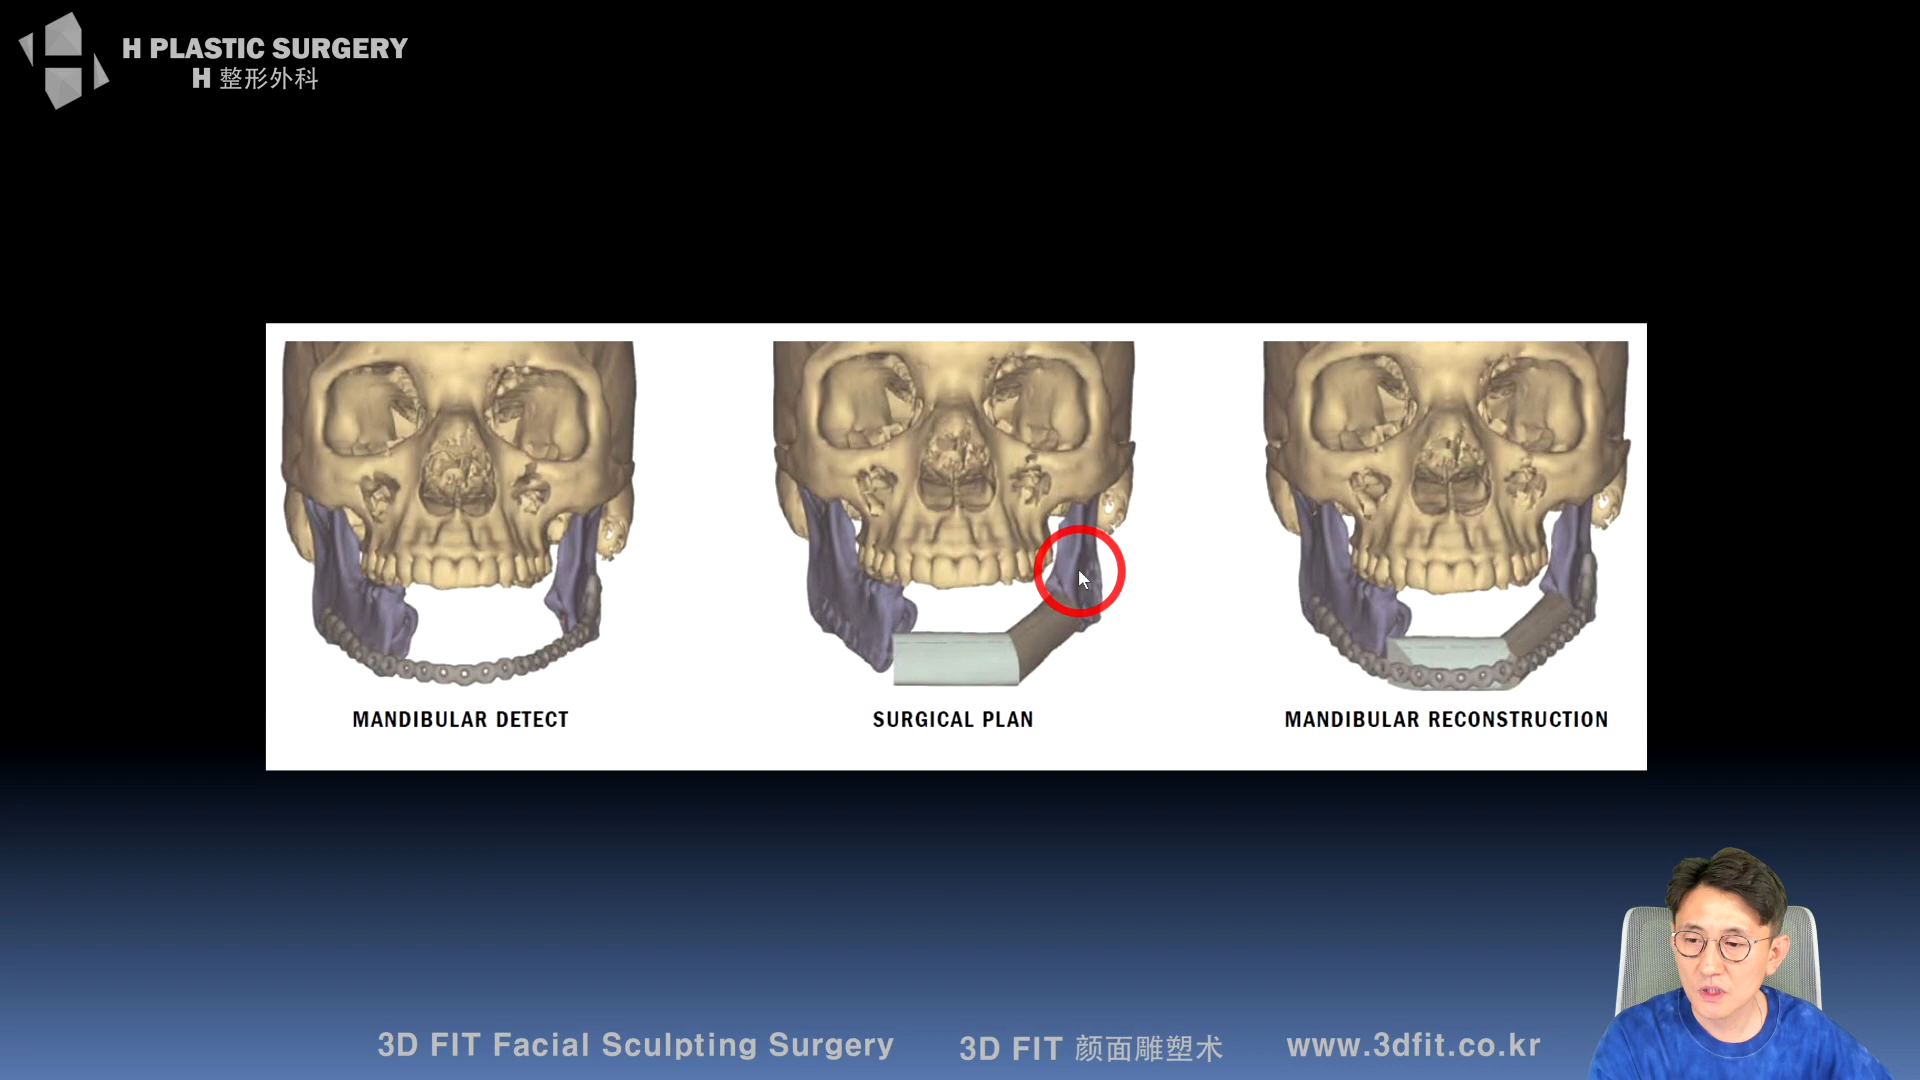 H PLASTIC SURGERY
H 整形外科
MANDIBULAR DETECT
SURGICAL PLAN
MANDIBULAR RECONSTRUCTION
3D FIT Facial Sculpting Surgery
3D FIT 颜面雕塑术
www.3dfit.co.kr